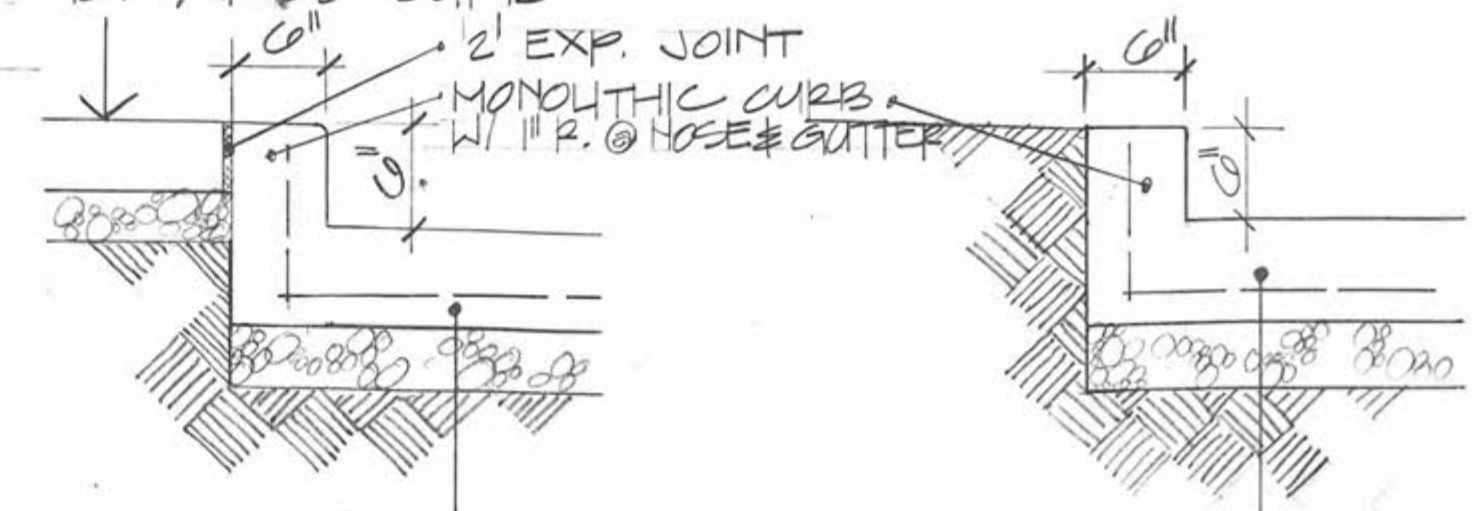 6"
2' EXP. JOINT
6"
MONOLITHIC CURB
W/ 1" R. @ NOSE & GUTTER
6"
6"